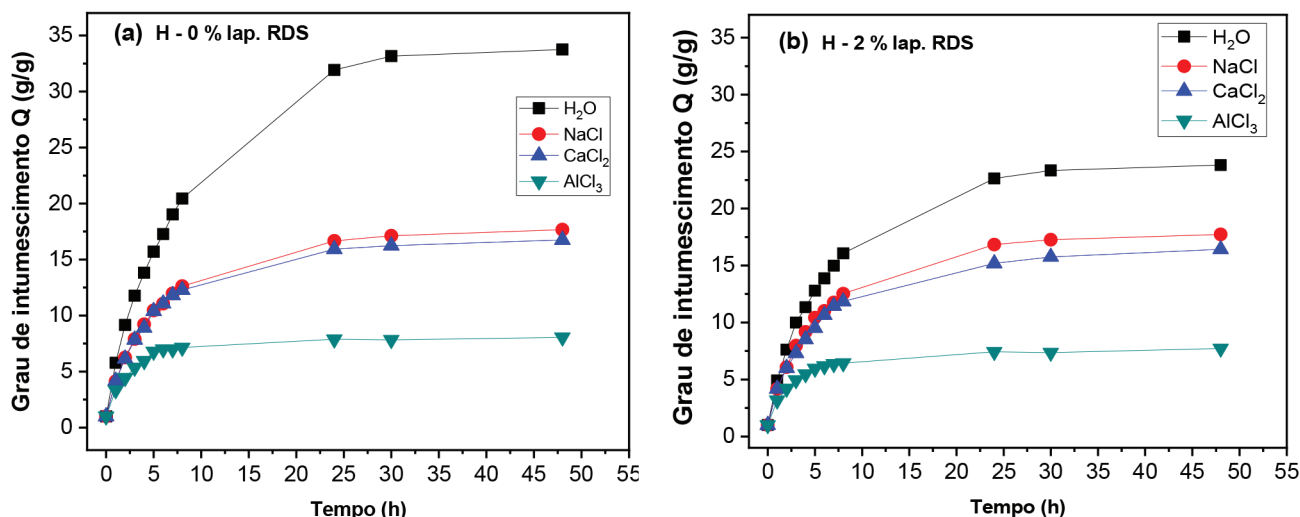 (a) H - 0 % lap. RDS
Grau de intumescimento Q (g/g)
35
30
25
20
15
10
5
0
H₂O
NaCl
CaCl₂
AlCl₃
0 5 10 15 20 25 30 35 40 45 50 55
Tempo (h)
(b) H - 2 % lap. RDS
Grau de intumescimento Q (g/g)
35
30
25
20
15
10
5
0
H₂O
NaCl
CaCl₂
AlCl₃
0 5 10 15 20 25 30 35 40 45 50 55
Tempo (h)